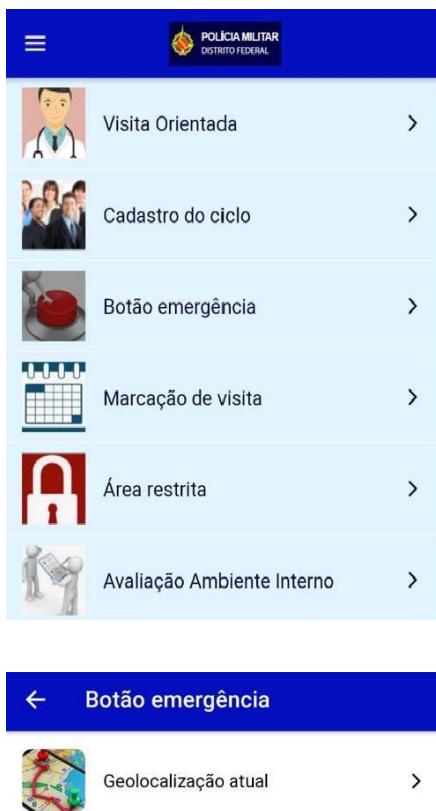 POLÍCIA MILITAR
DISTRITO FEDERAL
Visita Orientada
Cadastro do ciclo
Botão emergência
Marcação de visita
Área restrita
Avaliação Ambiente Interno
Botão emergência
Geolocalização atual